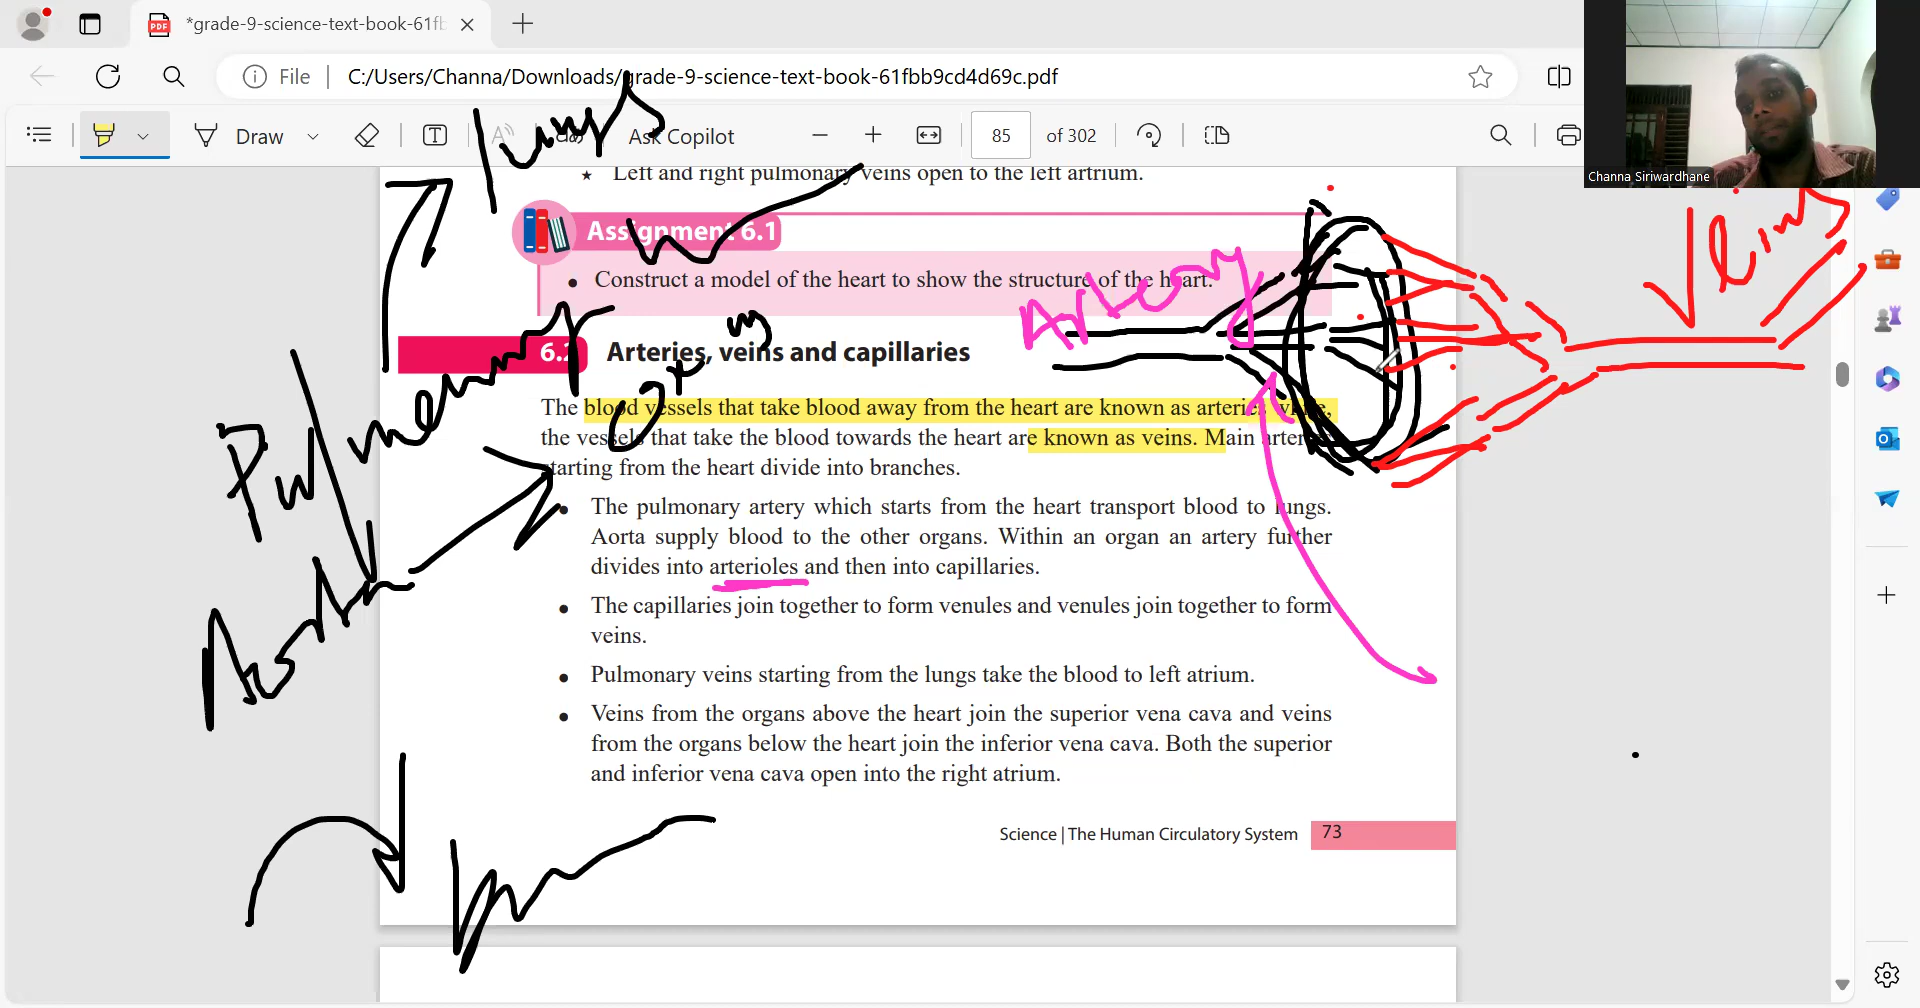 *grade-9-science-text-book-61fb
File
C:/Users/Channa/Downloads/grade-9-science-text-book-61fbb9cd4d69c.pdf
Draw
Ask Copilot
85 of 302
Channa Siriwardhane
lungs
★ Left and right pulmonary veins open to the left artrium.
Assignment 6.1
• Construct a model of the heart to show the structure of the heart.
Artery
Veins
6.2 Arteries, veins and capillaries
The blood vessels that take blood away from the heart are known as arteries while,
the vessels that take the blood towards the heart are known as veins. Main arteries
starting from the heart divide into branches.
• The pulmonary artery which starts from the heart transport blood to lungs.
Aorta supply blood to the other organs. Within an organ an artery further
divides into arterioles and then into capillaries.
• The capillaries join together to form venules and venules join together to form
veins.
• Pulmonary veins starting from the lungs take the blood to left atrium.
• Veins from the organs above the heart join the superior vena cava and veins
from the organs below the heart join the inferior vena cava. Both the superior
and inferior vena cava open into the right atrium.
Aorta
Science | The Human Circulatory System 73